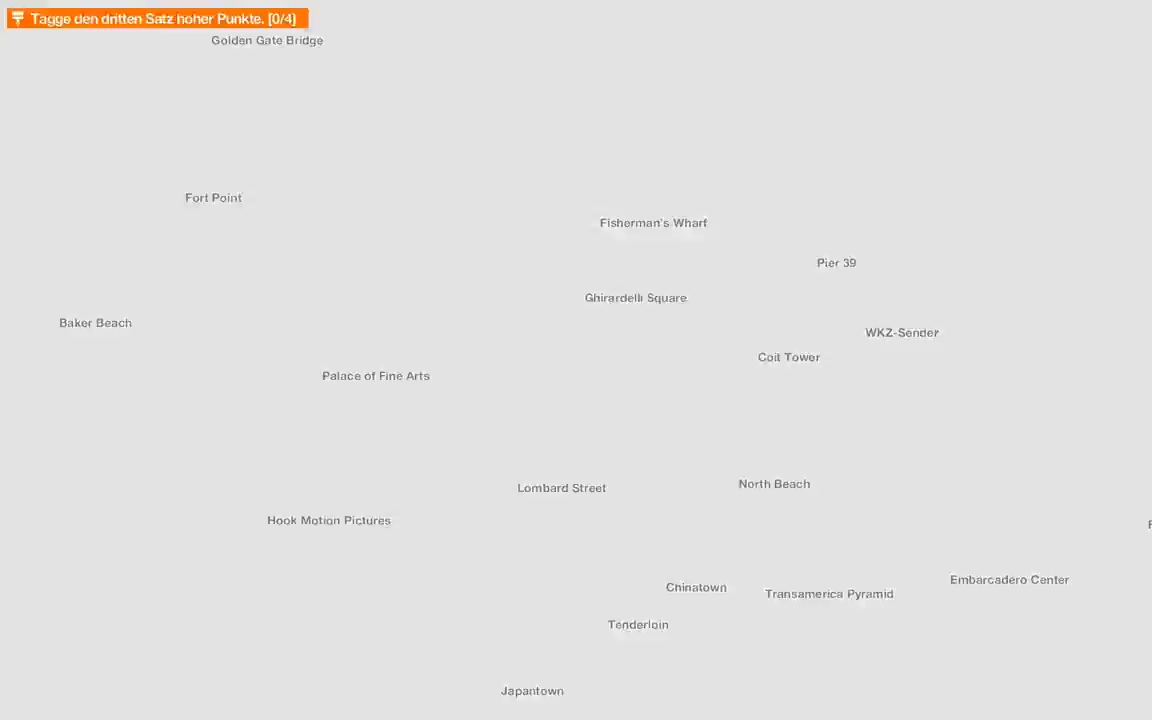 Tagge den dritten Satz hoher Punkte. [0/4]
Golden Gate Bridge
Fort Point
Fisherman's Wharf
Pier 39
Ghirardelli Square
Baker Beach
WKZ-Sender
Coit Tower
Palace of Fine Arts
North Beach
Lombard Street
Hook Motion Pictures
Embarcadero Center
Chinatown
Transamerica Pyramid
Tenderloin
Japantown